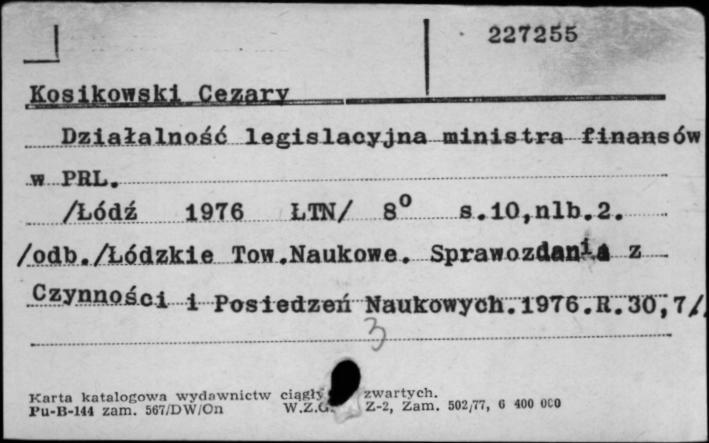 227255
Kosikowski Cezary
Działalność legislacyjna ministra finansów
w PRL.
/Łódź 1976 ŁTN/ 8° s.10,nlb.2.
/odb./Łódzkie Tow.Naukowe. Sprawozdania z
Czynności i Posiedzeń Naukowych.1976.R.30,7/
3
Karta katalogowa wydawnictw zwartych.
Pu-B-144 zam. 567/DW/On W.Z.G. Z-2, Zam. 502/77, 6 400 000